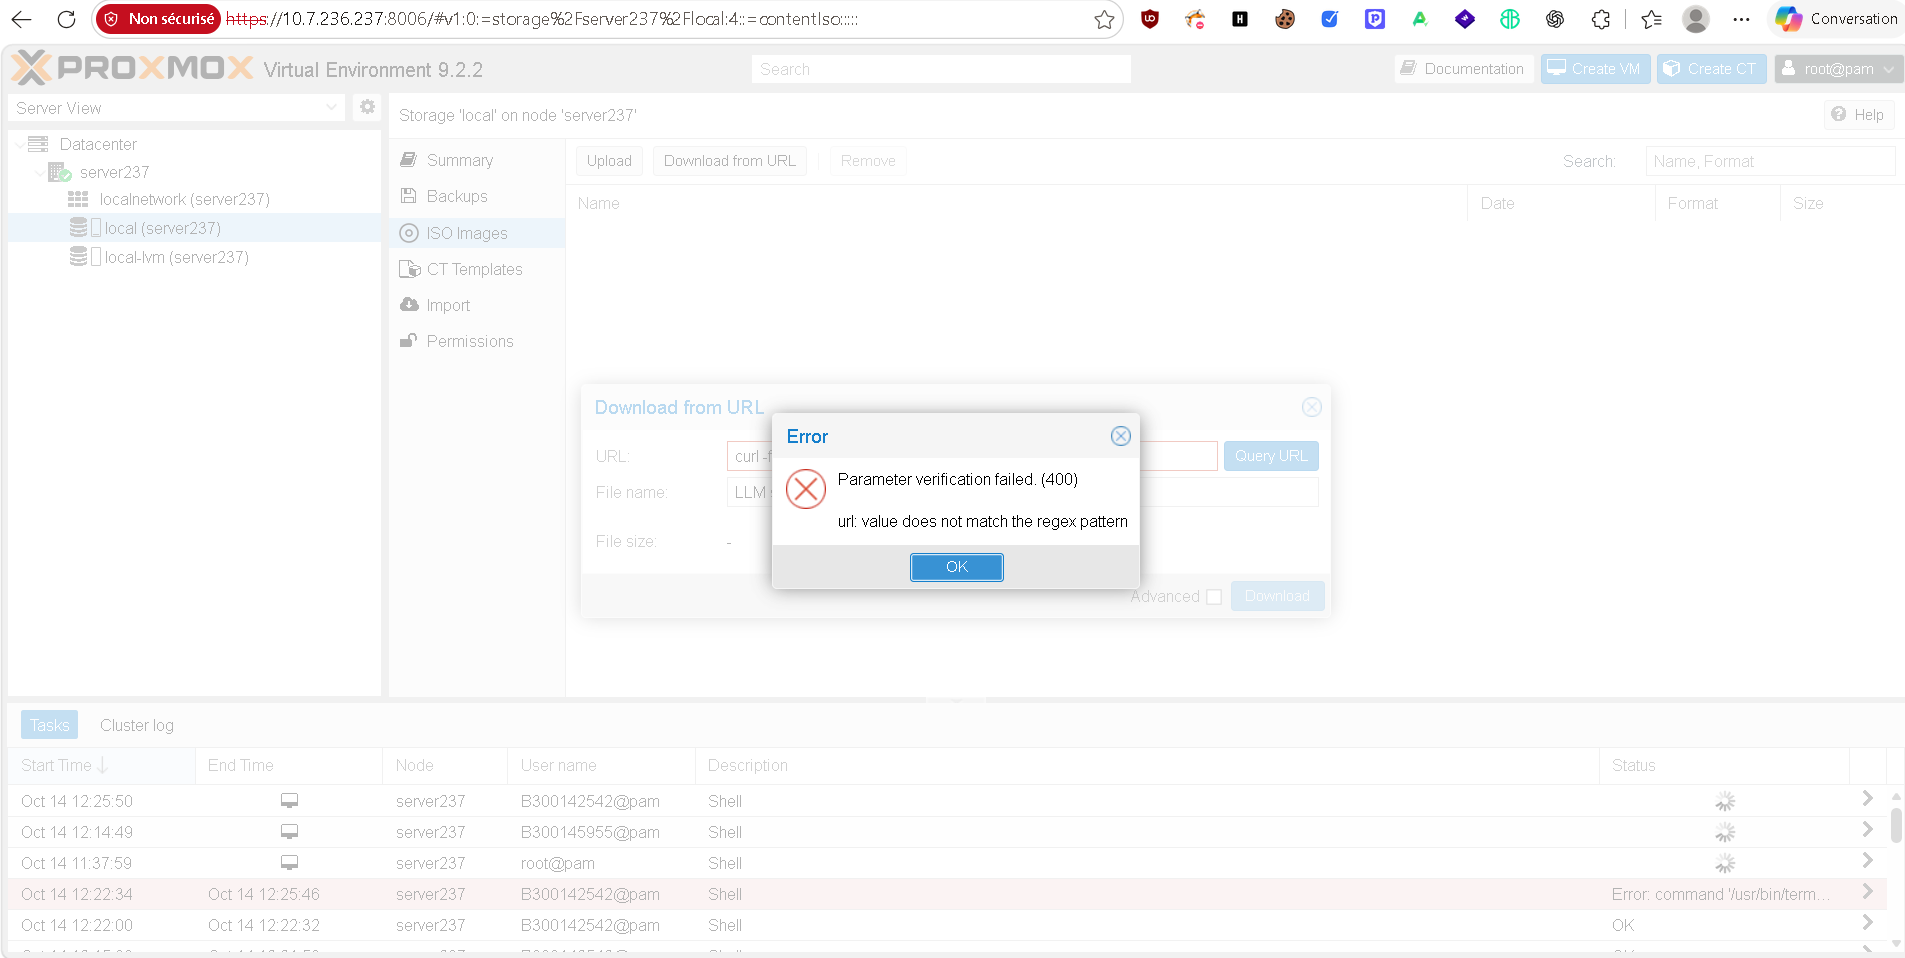 Non sécurisé https://10.7.236.237:8006/#v1:0:=storage%2Fserver237%2Flocal:4::=contentIso::::: Conversation
PROXMOX Virtual Environment 9.2.2 Search Documentation Create VM Create CT root@pam
Server View
Storage 'local' on node 'server237' Help
Datacenter
server237
localnetwork (server237)
local (server237)
local-lvm (server237)
Summary
Backups
ISO Images
CT Templates
Import
Permissions
Upload Download from URL Remove Search: Name, Format
Name Date Format Size
Download from URL
URL: curl Query URL
File name: LLM
File size: -
Advanced Download
Error
Parameter verification failed. (400)
url: value does not match the regex pattern
OK
Tasks Cluster log
Start Time End Time Node User name Description Status
Oct 14 12:25:50 server237 B300142542@pam Shell
Oct 14 12:14:49 server237 B300145955@pam Shell
Oct 14 11:37:59 server237 root@pam Shell
Oct 14 12:22:34 Oct 14 12:25:46 server237 B300142542@pam Shell Error: command '/usr/bin/term...
Oct 14 12:22:00 Oct 14 12:22:32 server237 B300142542@pam Shell OK